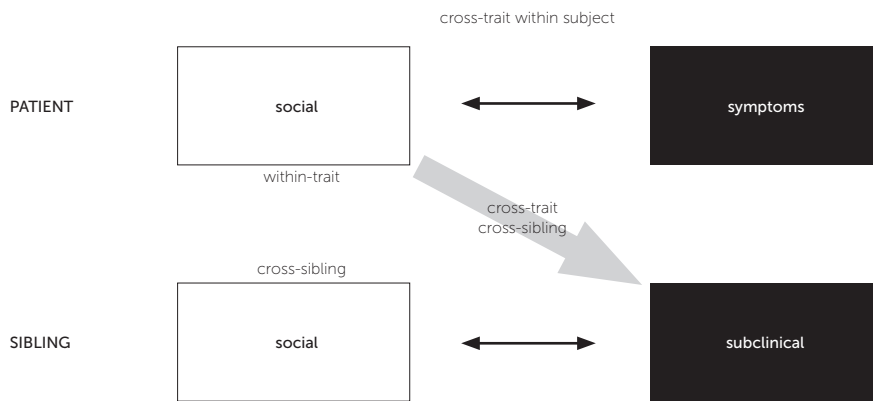 cross-trait within subject
PATIENT
social
symptoms
within-trait
cross-trait
cross-sibling
cross-sibling
SIBLING
social
subclinical